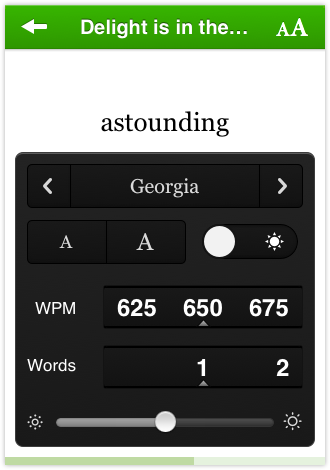 Delight is in the… AA
astounding
Georgia
A A
WPM 625 650 675
Words 1 2